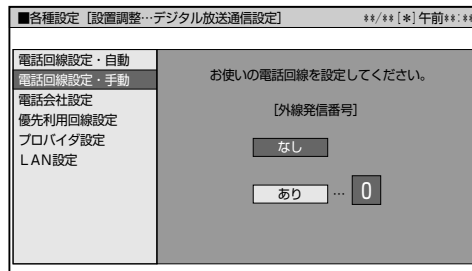 ■各種設定［設置調整…デジタル放送通信設定］ **/**[*]午前**:**
電話回線設定・自動
電話回線設定・手動
電話会社設定
優先利用回線設定
プロバイダ設定
ＬＡＮ設定
お使いの電話回線を設定してください。
［外線発信番号］
なし
あり … 0